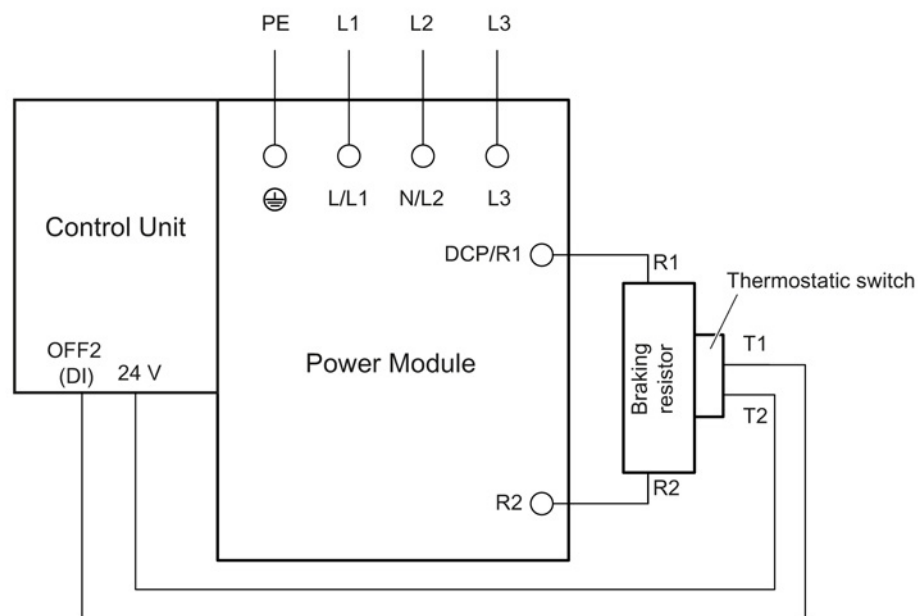 PE L1 L2 L3
L/L1 N/L2 L3
Control Unit
DCP/R1
R1
Thermostatic switch
OFF2
(DI)
24 V
Power Module
Braking
resistor
T1
T2
R2
R2